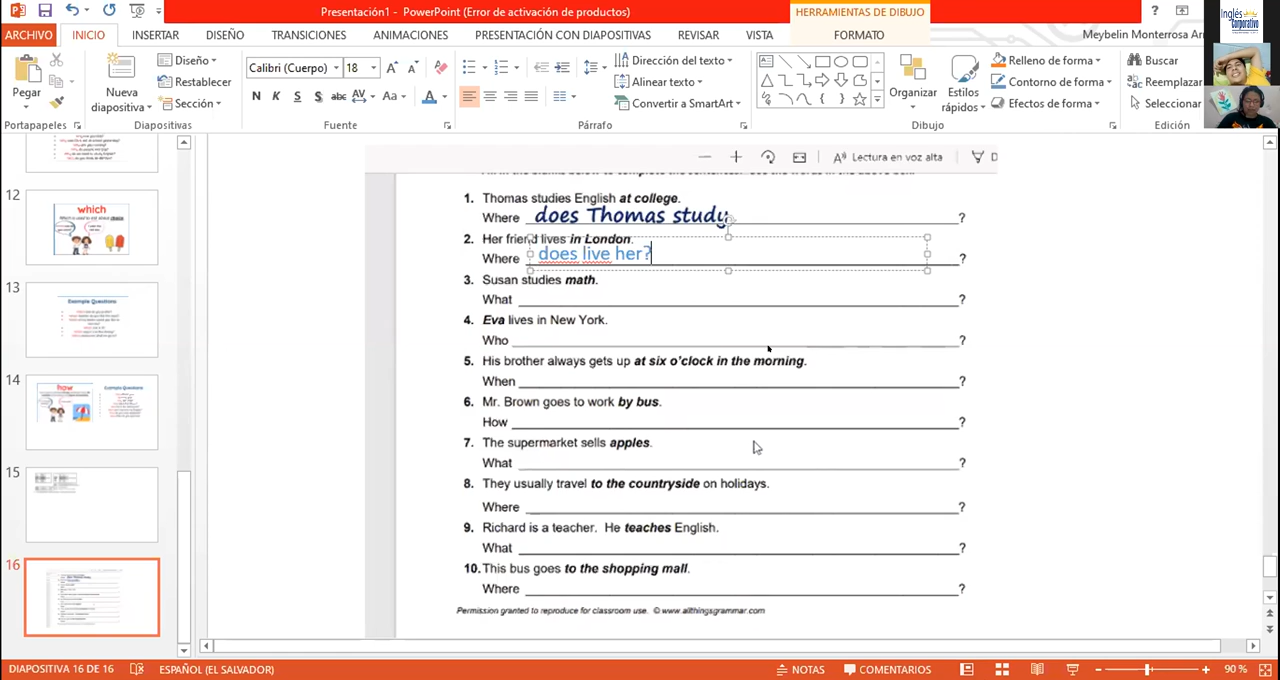 Presentación1 - PowerPoint (Error de activación de productos)
HERRAMIENTAS DE DIBUJO
Inglés
Corporativo
ARCHIVO INICIO INSERTAR DISEÑO TRANSICIONES ANIMACIONES PRESENTACIÓN CON DIAPOSITIVAS REVISAR VISTA FORMATO Meybelin Monterrosa
Pegar
Nueva
diapositiva
Diseño
Restablecer
Sección
Calibri (Cuerpo) 18
N K S S abc AV Aa A
Dirección del texto
Alinear texto
Convertir a SmartArt
Organizar
Estilos
rápidos
Relleno de forma
Contorno de forma
Efectos de forma
Buscar
Reemplazar
Seleccionar
Portapapeles Diapositivas Fuente Párrafo Dibujo Edición
Lectura en voz alta
1. Thomas studies English at college.
Where does Thomas study ?
2. Her friend lives in London.
Where does live her? ?
3. Susan studies math.
What ?
4. Eva lives in New York.
Who ?
5. His brother always gets up at six o'clock in the morning.
When ?
6. Mr. Brown goes to work by bus.
How ?
7. The supermarket sells apples.
What ?
8. They usually travel to the countryside on holidays.
Where ?
9. Richard is a teacher. He teaches English.
What ?
10. This bus goes to the shopping mall.
Where ?
Permission granted to reproduce for classroom use. © www.allthingsgrammar.com
12
which
13
Example Questions
14
how
Example Questions
15
16
DIAPOSITIVA 16 DE 16 ESPAÑOL (EL SALVADOR) NOTAS COMENTARIOS 90 %